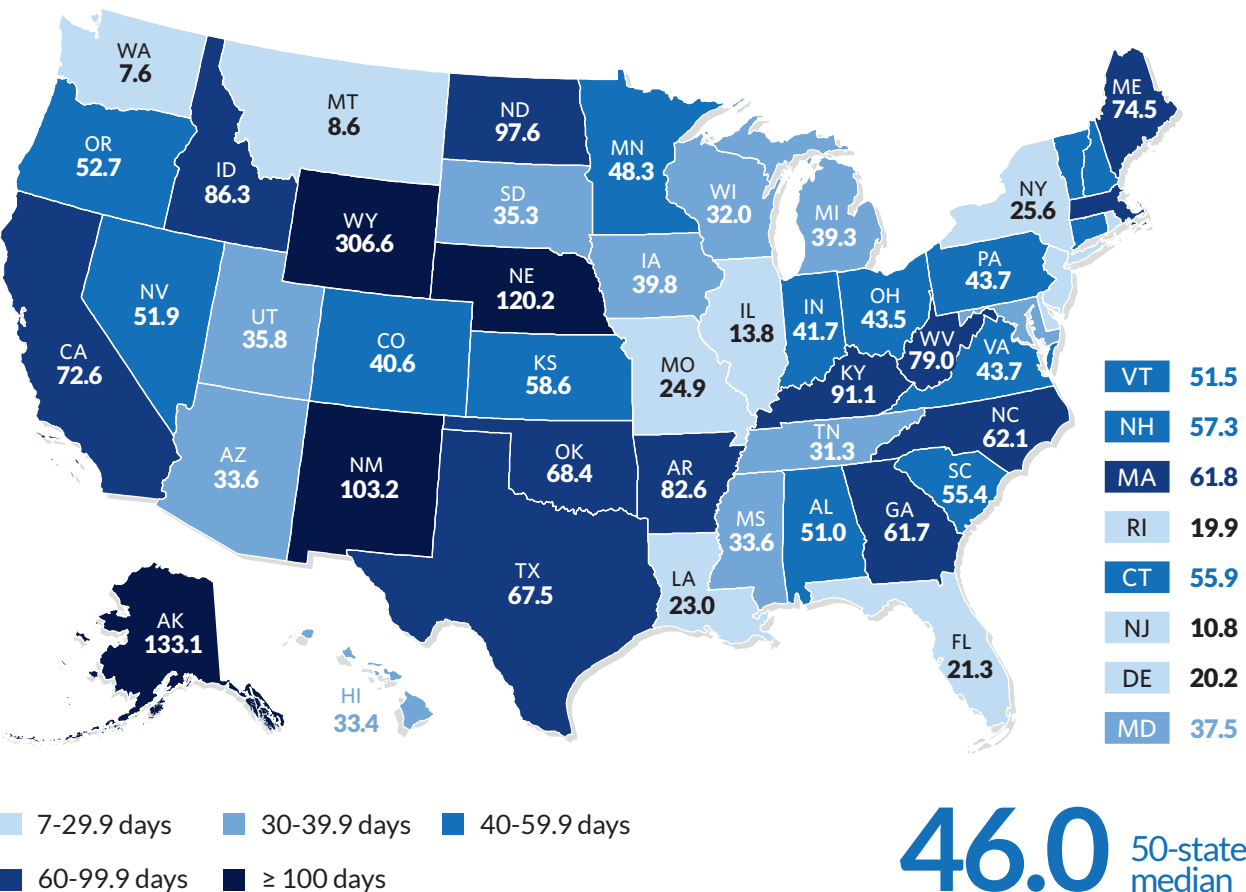 WA
7.6
MT
8.6
ND
97.6
MN
48.3
ME
74.5
OR
52.7
ID
86.3
SD
35.3
WI
32.0
MI
39.3
NY
25.6
WY
306.6
NE
120.2
IA
39.8
PA
43.7
NV
51.9
UT
35.8
CO
40.6
KS
58.6
MO
24.9
IL
13.8
IN
41.7
OH
43.5
WV
79.0
VA
43.7
CA
72.6
KY
91.1
AZ
33.6
NM
103.2
OK
68.4
AR
82.6
TN
31.3
NC
62.1
SC
55.4
MS
33.6
AL
51.0
GA
61.7
TX
67.5
LA
23.0
FL
21.3
AK
133.1
HI
33.4
VT 51.5
NH 57.3
MA 61.8
RI 19.9
CT 55.9
NJ 10.8
DE 20.2
MD 37.5
7-29.9 days 30-39.9 days 40-59.9 days
60-99.9 days ≥ 100 days
46.0 50-state
median